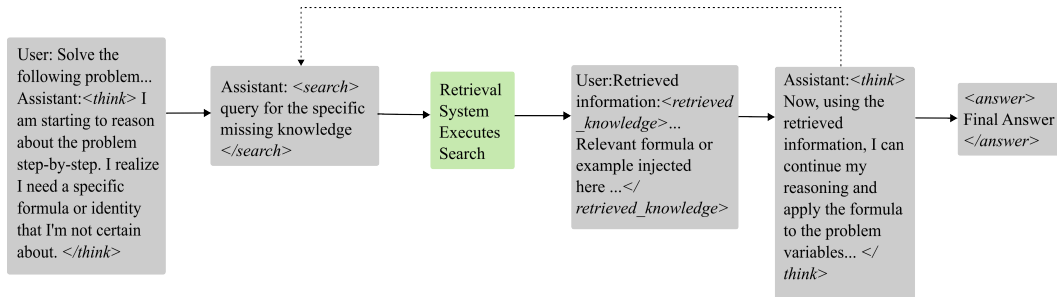 User: Solve the
following problem...
Assistant:<think> I
am starting to reason
about the problem
step-by-step. I realize
I need a specific
formula or identity
that I'm not certain
about. </think>
Assistant: <search>
query for the specific
missing knowledge
</search>
Retrieval
System
Executes
Search
User:Retrieved
information:<retrieved
_knowledge>...
Relevant formula or
example injected
here ...</
retrieved_knowledge>
Assistant:<think>
Now, using the
retrieved
information, I can
continue my
reasoning and
apply the formula
to the problem
variables... </
think>
<answer>
Final Answer
</answer>